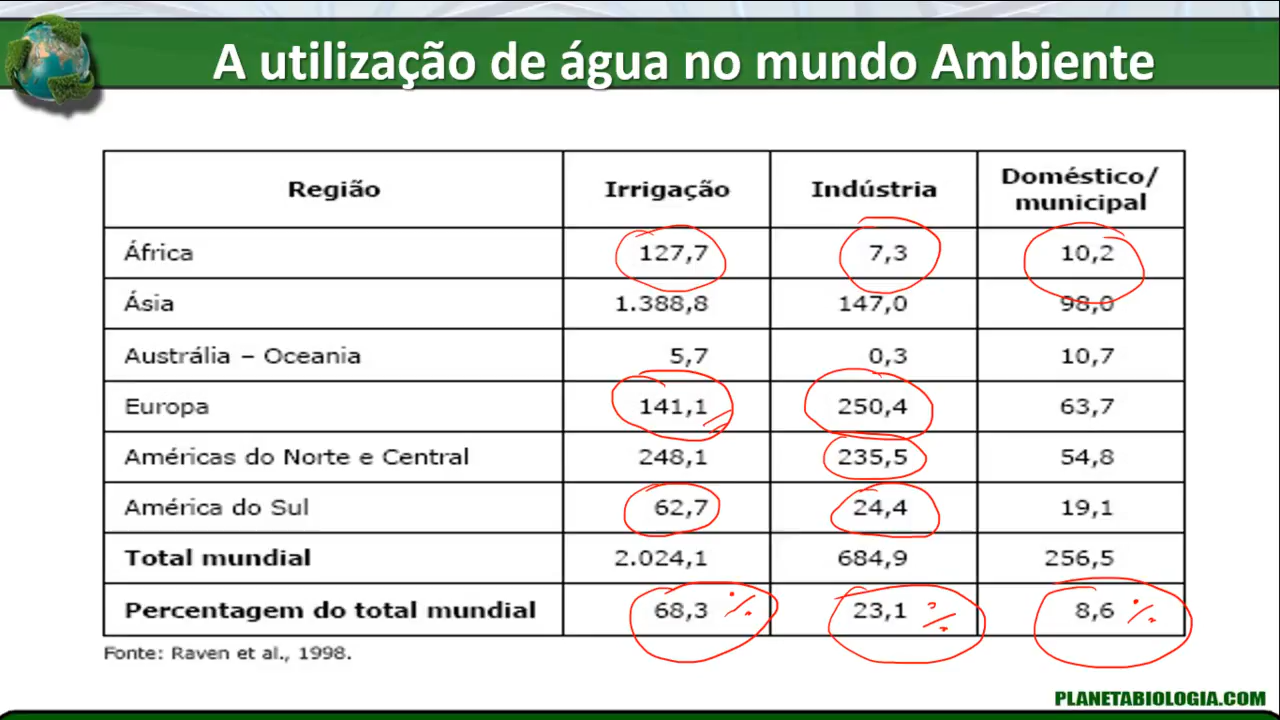 A utilização de água no mundo Ambiente
Região Irrigação Indústria Doméstico/
municipal
África 127,7 7,3 10,2
Ásia 1.388,8 147,0 98,0
Austrália – Oceania 5,7 0,3 10,7
Europa 141,1 250,4 63,7
Américas do Norte e Central 248,1 235,5 54,8
América do Sul 62,7 24,4 19,1
Total mundial 2.024,1 684,9 256,5
Percentagem do total mundial 68,3 % 23,1 % 8,6 %
Fonte: Raven et al., 1998.
PLANETABIOLOGIA.COM